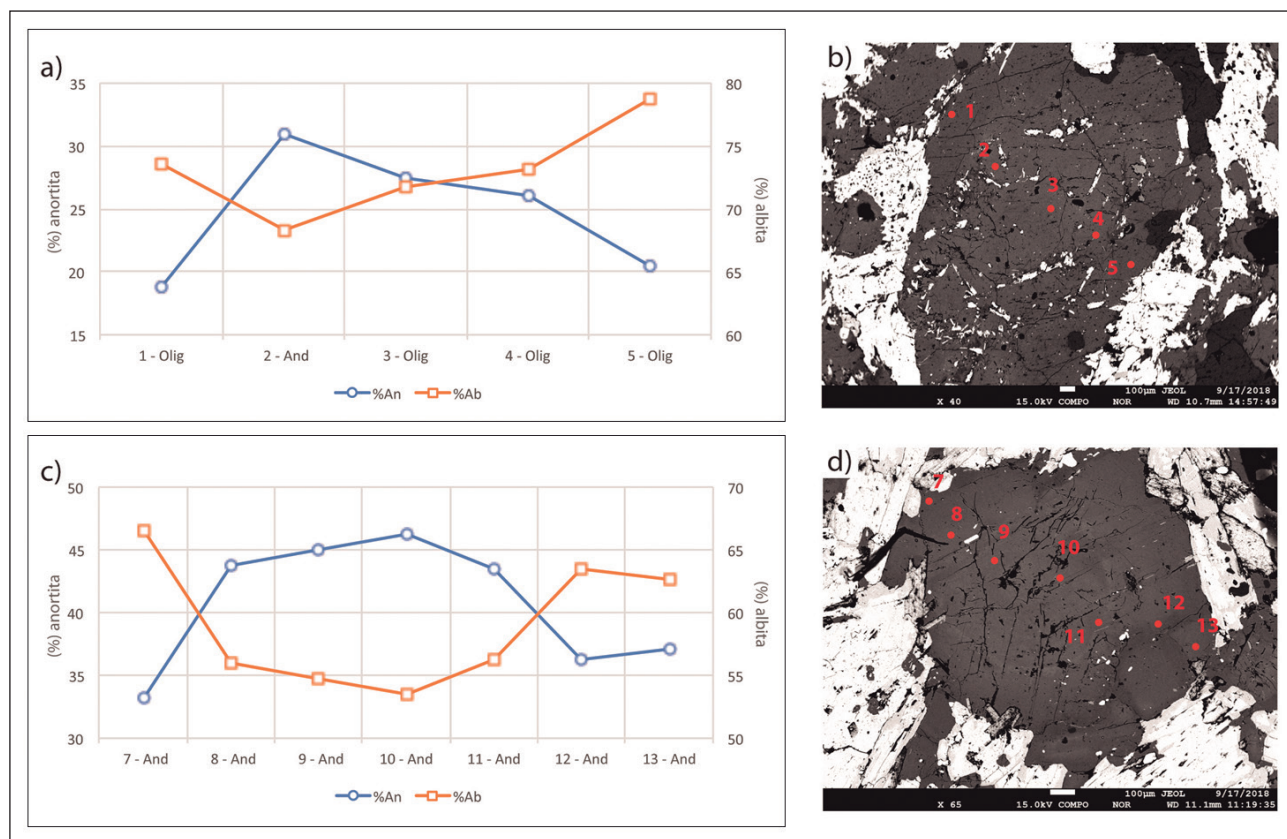 a)
35
30
25
20
15
(%) anortita
80
75
70
65
60
(%) albita
1 - Olig 2 - And 3 - Olig 4 - Olig 5 - Olig
%An %Ab
b)
1
2
3
4
5
100µm JEOL 9/17/2018
X 40 15.0kV COMPO NOR WD 10.7mm 14:57:49
c)
50
45
40
35
30
(%) anortita
70
65
60
55
50
(%) albita
7 - And 8 - And 9 - And 10 - And 11 - And 12 - And 13 - And
%An %Ab
d)
7
8
9
10
11
12
13
100µm JEOL 9/17/2018
X 65 15.0kV COMPO NOR WD 11.1mm 11:19:35